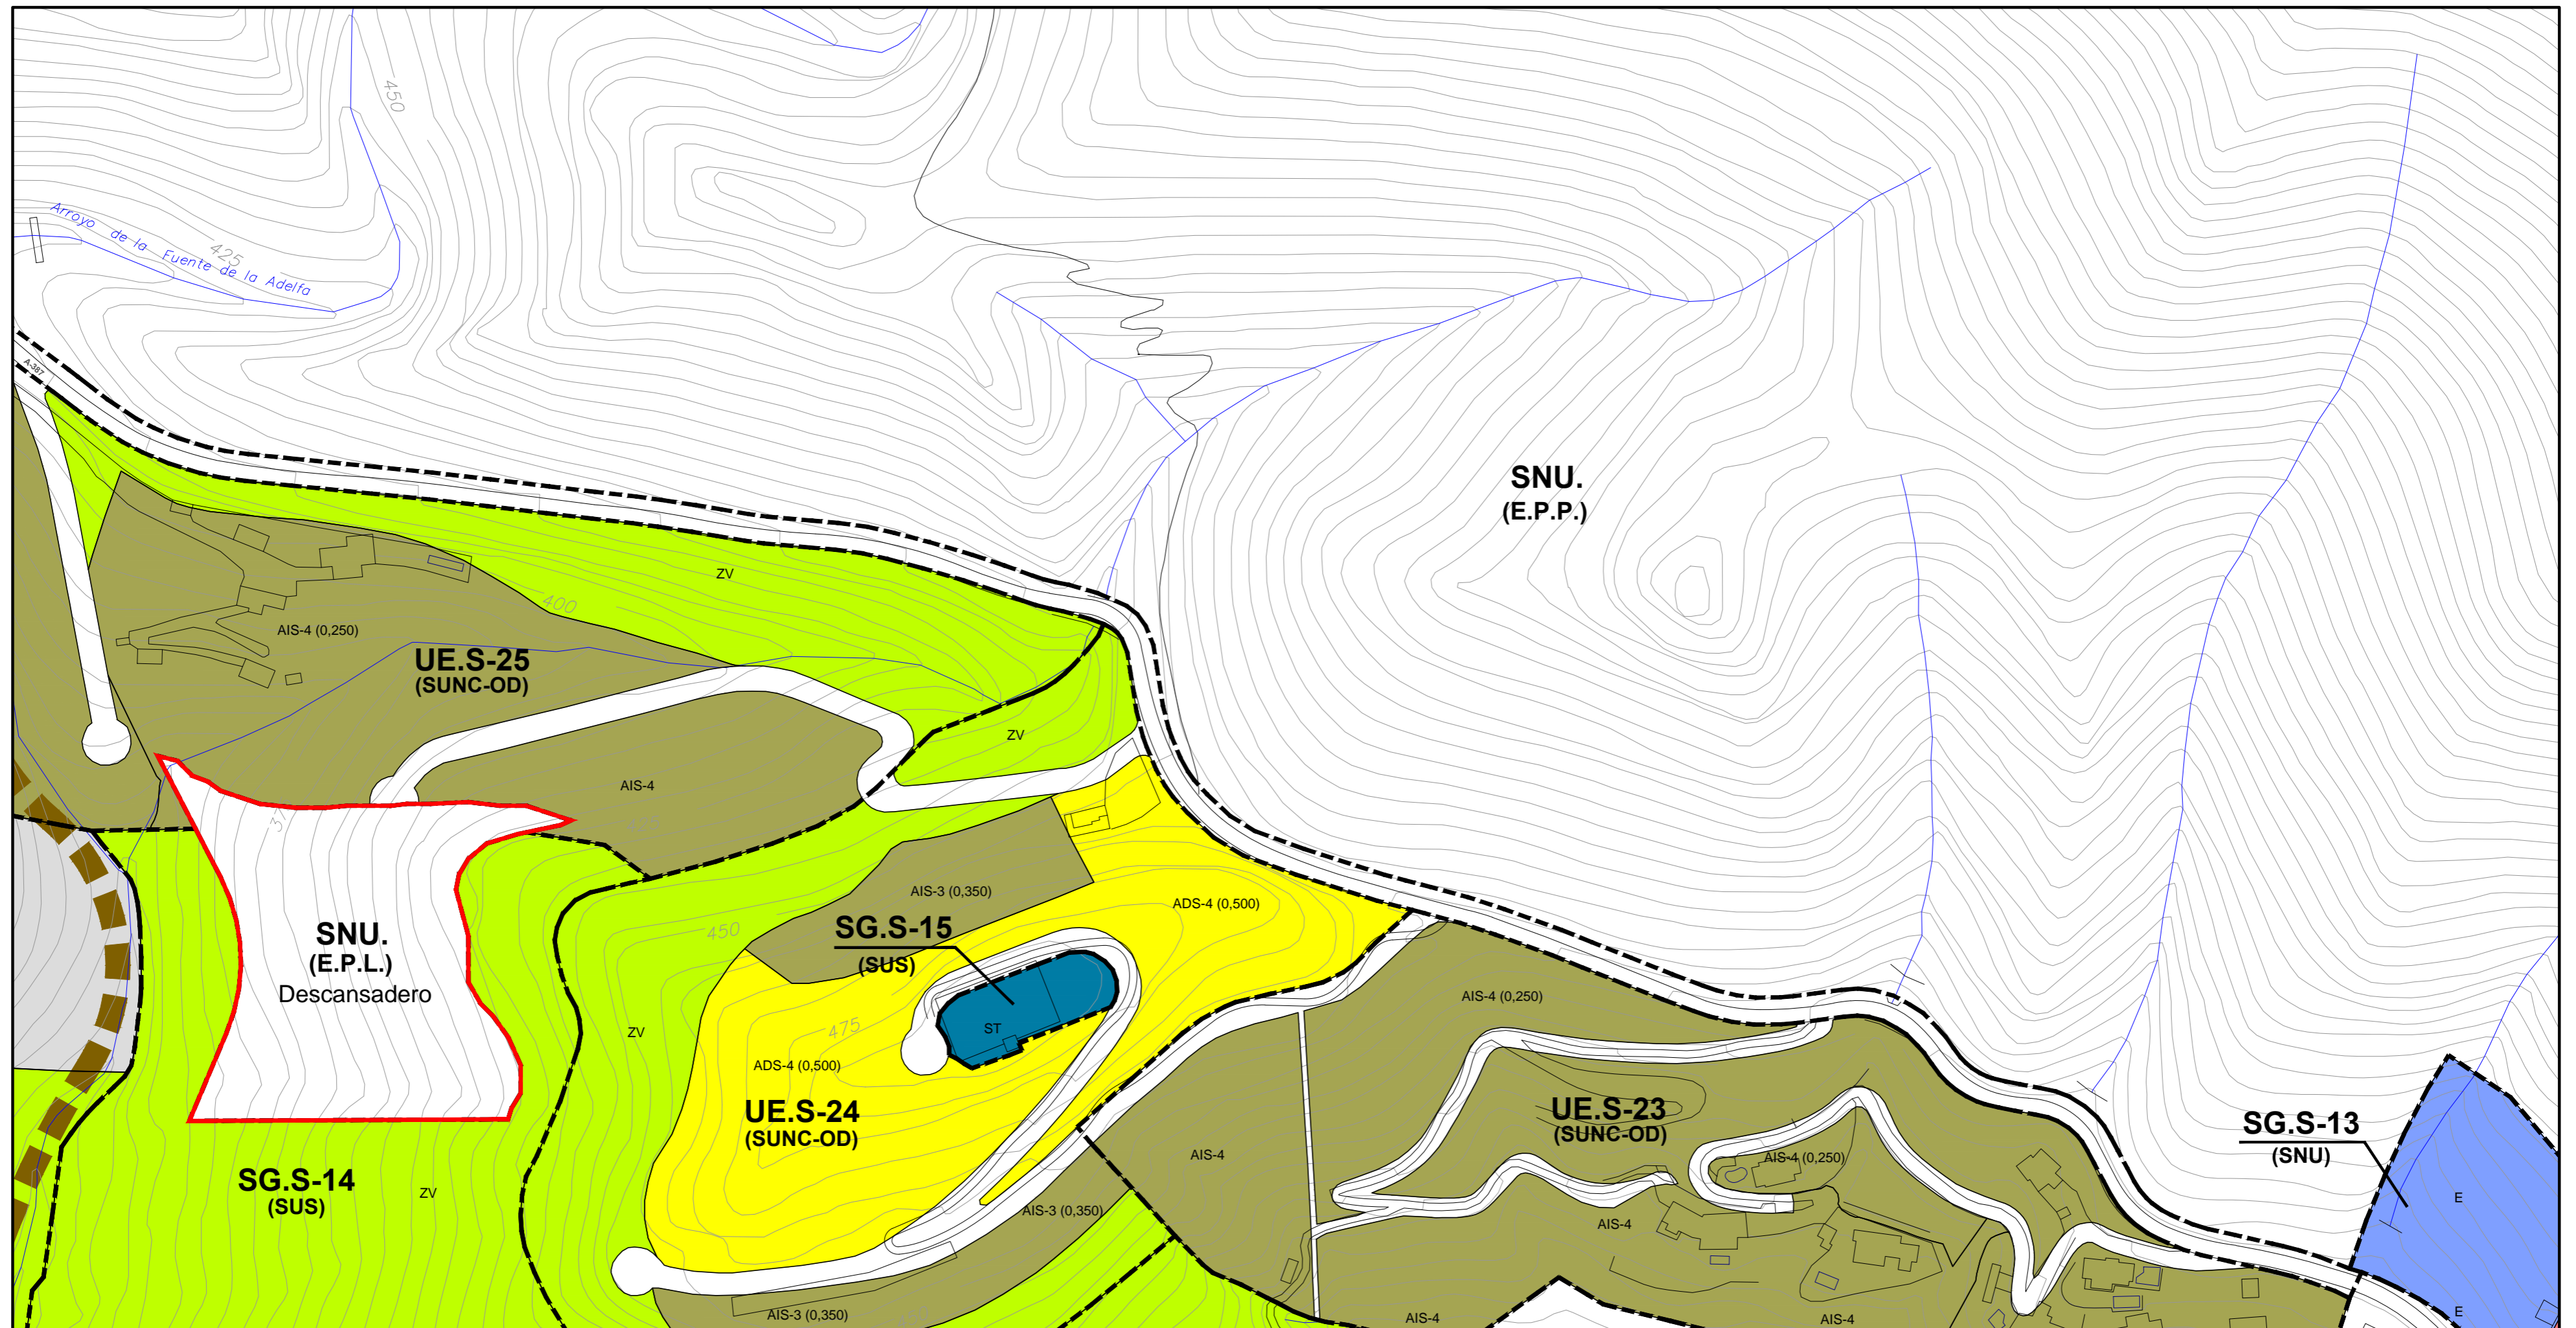 450
Arroyo de la Fuente de la Adelfa
425
A-387
SNU.
(E.P.P.)
ZV
400
AIS-4 (0,250)
UE.S-25
(SUNC-OD)
ZV
AIS-4
425
AIS-3 (0,350)
ADS-4 (0,500)
SG.S-15
(SUS)
450
SNU.
(E.P.L.)
Descansadero
AIS-4 (0,250)
ST
475
ZV
ADS-4 (0,500)
UE.S-24
(SUNC-OD)
UE.S-23
(SUNC-OD)
SG.S-13
(SNU)
AIS-4
AIS-4 (0,250)
SG.S-14
(SUS)
ZV
E
AIS-3 (0,350)
AIS-4
AIS-3 (0,350)
AIS-4
AIS-4
E